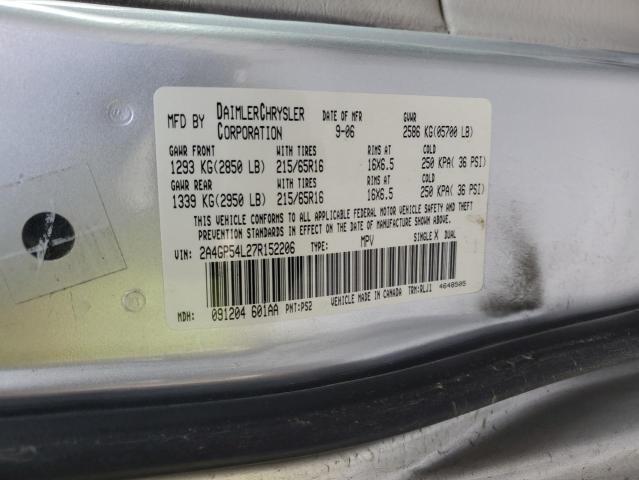 MFD BY DAIMLERCHRYSLER CORPORATION DATE OF MFR 9-06 GVWR 2586 KG(05700 LB)
GAWR FRONT WITH TIRES RIMS AT COLD
1293 KG(2850 LB) 215/65R16 16X6.5 250 KPA( 36 PSI)
GAWR REAR WITH TIRES RIMS AT COLD
1339 KG(2950 LB) 215/65R16 16X6.5 250 KPA( 36 PSI)
THIS VEHICLE CONFORMS TO ALL APPLICABLE FEDERAL MOTOR VEHICLE SAFETY AND THEFT
PREVENTION STANDARDS IN EFFECT ON THE DATE OF MANUFACTURE SHOWN ABOVE.
VIN: 2A4GP54L27R152206 TYPE: MPV SINGLE X DUAL
MDH: 091204 601AA PNT:PS2 VEHICLE MADE IN CANADA TRM:RLJ1 4648505